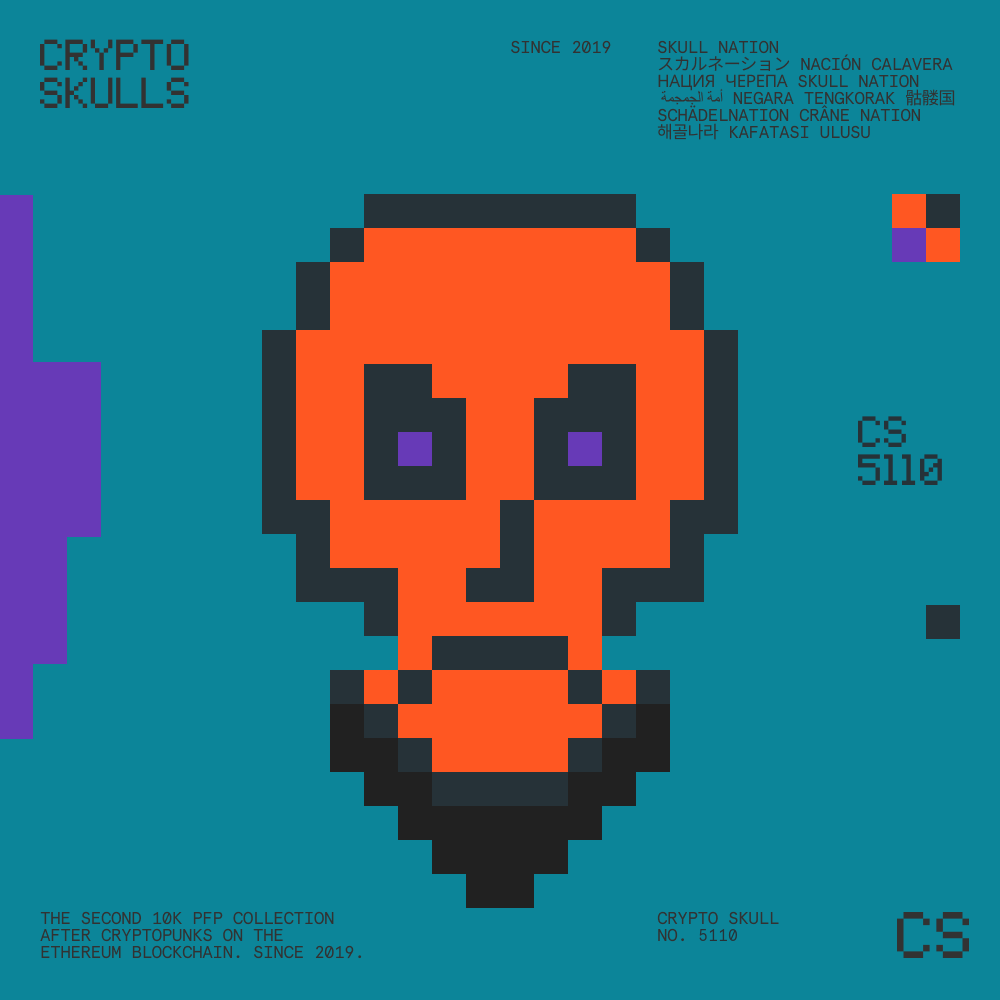 CRYPTO
SKULLS
SINCE 2019
SKULL NATION
スカルネーション NACIÓN CALAVERA
НАЦИЯ ЧЕРЕПА SKULL NATION
أمة الجمجمة NEGARA TENGKORAK 骷髅国
SCHÄDELNATION CRÂNE NATION
해골나라 KAFATASI ULUSU
CS
5110
THE SECOND 10K PFP COLLECTION
AFTER CRYPTOPUNKS ON THE
ETHEREUM BLOCKCHAIN. SINCE 2019.
CRYPTO SKULL
NO. 5110
CS